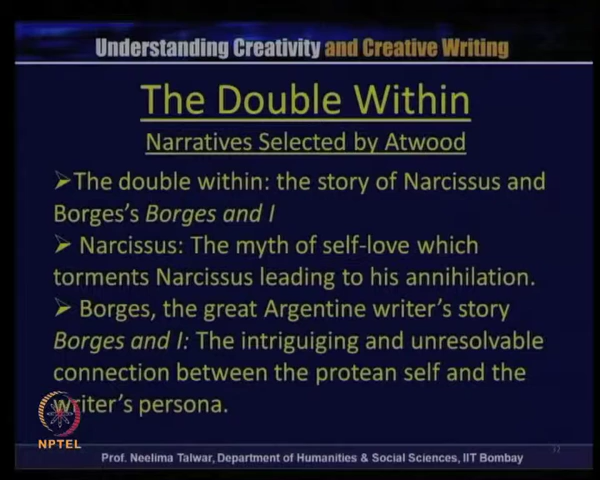 Understanding Creativity and Creative Writing
The Double Within
Narratives Selected by Atwood
➢The double within: the story of Narcissus and
Borges's Borges and I
➢ Narcissus: The myth of self-love which
torments Narcissus leading to his annihilation.
➢ Borges, the great Argentine writer's story
Borges and I: The intriguiging and unresolvable
connection between the protean self and the
writer's persona.
NPTEL
Prof. Neelima Talwar, Department of Humanities & Social Sciences, IIT Bombay